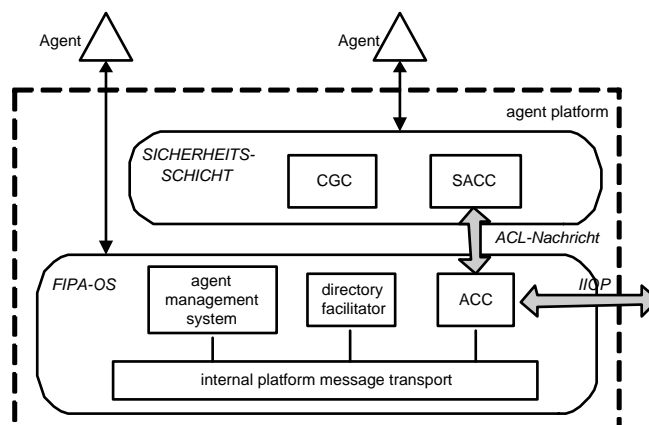 Agent
Agent
agent platform
SICHERHEITS-
SCHICHT
CGC
SACC
ACL-Nachricht
FIPA-OS
agent
management
system
directory
facilitator
ACC
IIOP
internal platform message transport